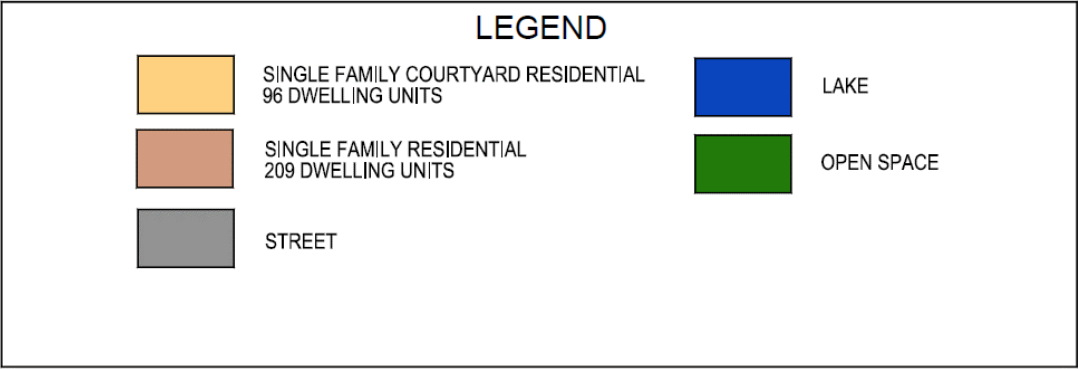 LEGEND
SINGLE FAMILY COURTYARD RESIDENTIAL
96 DWELLING UNITS
SINGLE FAMILY RESIDENTIAL
209 DWELLING UNITS
STREET
LAKE
OPEN SPACE